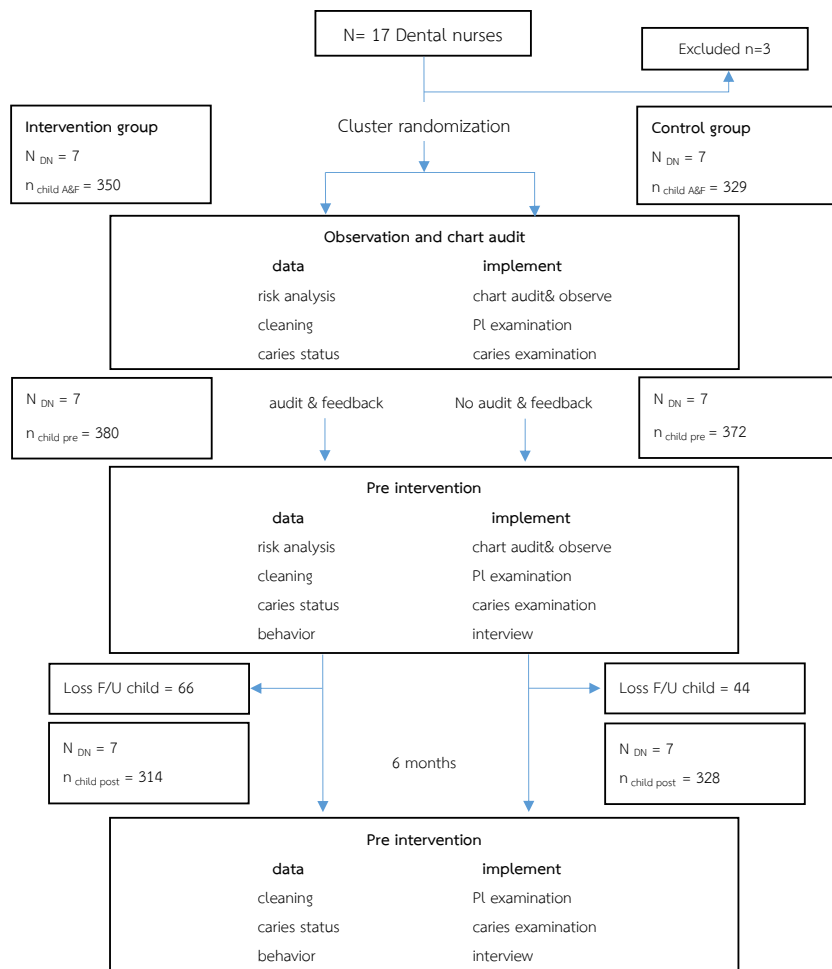 N= 17 Dental nurses
Excluded n=3
Cluster randomization
Intervention group
N DN = 7
n child A&F = 350
Control group
N DN = 7
n child A&F = 329
Observation and chart audit
data implement
risk analysis chart audit& observe
cleaning Pl examination
caries status caries examination
N DN = 7
n child pre = 380
audit & feedback No audit & feedback
N DN = 7
n child pre = 372
Pre intervention
data implement
risk analysis chart audit& observe
cleaning Pl examination
caries status caries examination
behavior interview
Loss F/U child = 66
Loss F/U child = 44
N DN = 7
n child post = 314
6 months
N DN = 7
n child post = 328
Pre intervention
data implement
cleaning Pl examination
caries status caries examination
behavior interview